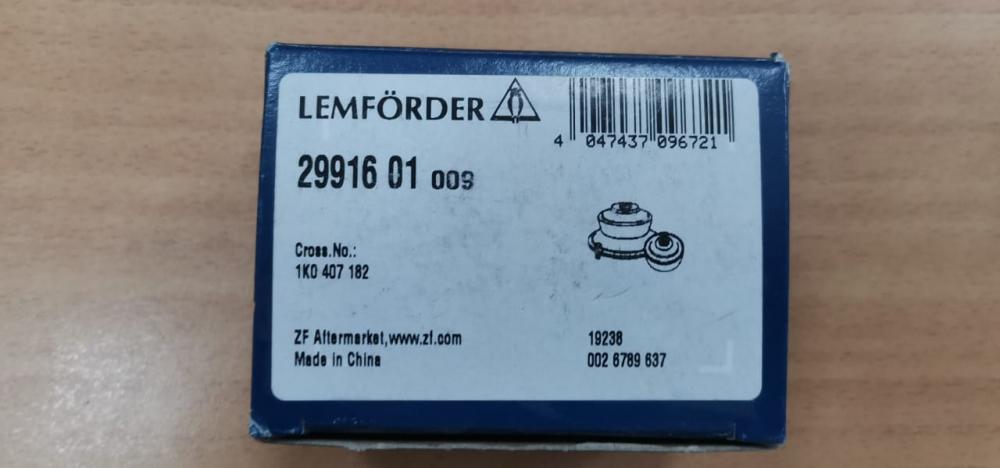 LEMFÖRDER
4 047437 096721
29916 01 009
Cross.No.:
1K0 407 182
ZF Aftermarket,www.zf.com
19238
Made in China
002 6789 637